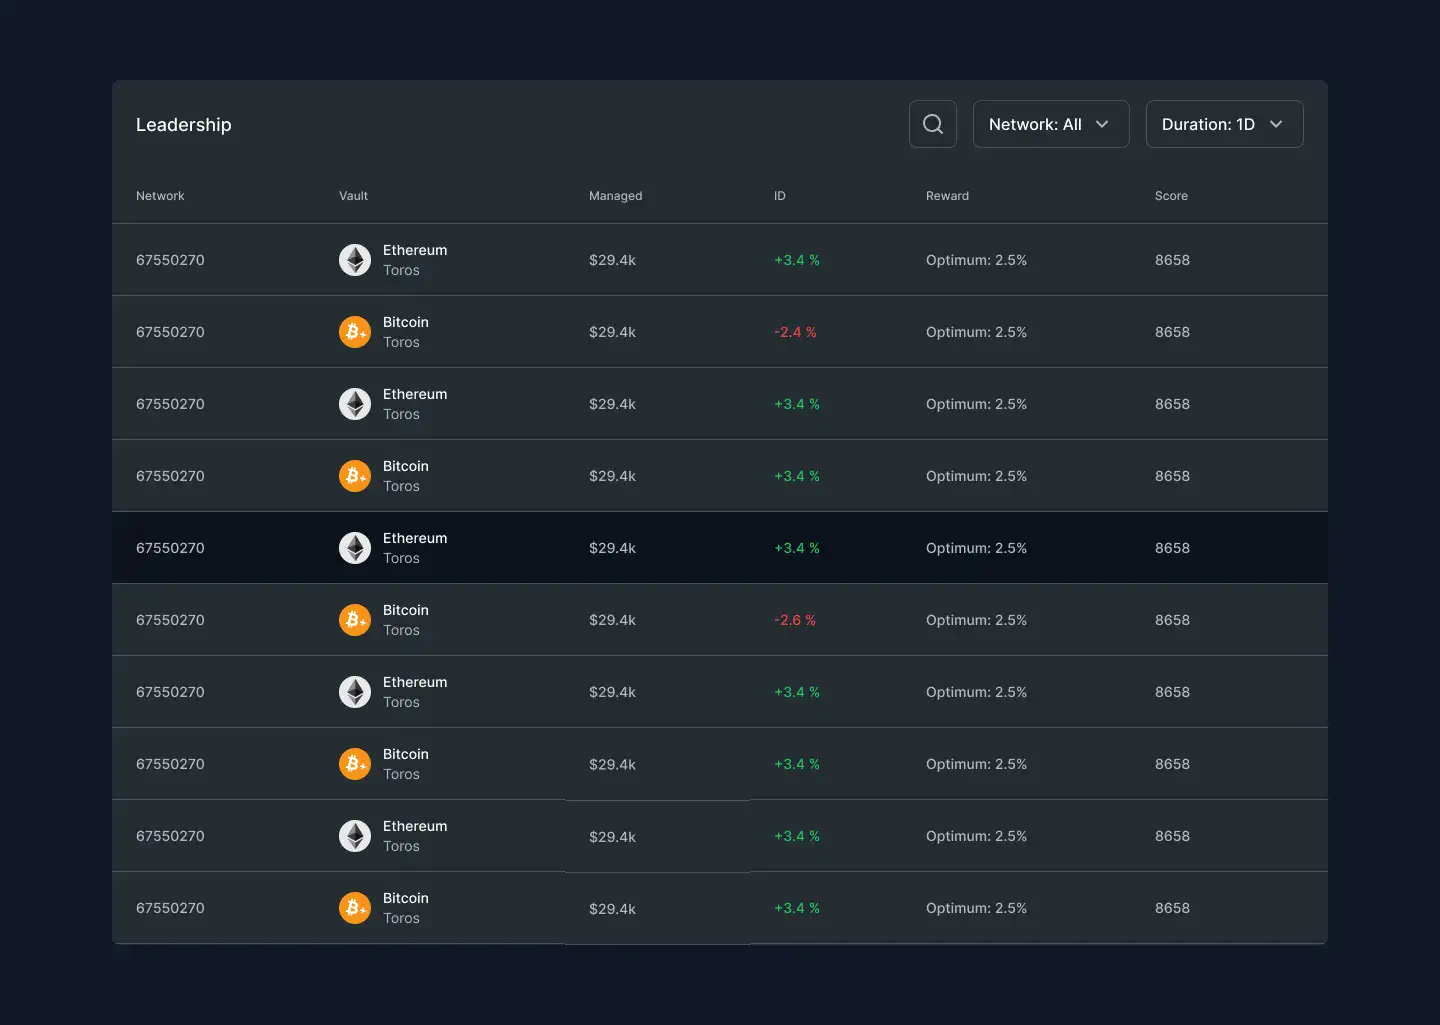 Leadership
Network: All
Duration: 1D
Network Vault Managed ID Reward Score
67550270 Ethereum $29.4k +3.4 % Optimum: 2.5% 8658
Toros
67550270 Bitcoin $29.4k -2.4 % Optimum: 2.5% 8658
Toros
67550270 Ethereum $29.4k +3.4 % Optimum: 2.5% 8658
Toros
67550270 Bitcoin $29.4k +3.4 % Optimum: 2.5% 8658
Toros
67550270 Ethereum $29.4k +3.4 % Optimum: 2.5% 8658
Toros
67550270 Bitcoin $29.4k -2.6 % Optimum: 2.5% 8658
Toros
67550270 Ethereum $29.4k +3.4 % Optimum: 2.5% 8658
Toros
67550270 Bitcoin $29.4k +3.4 % Optimum: 2.5% 8658
Toros
67550270 Ethereum $29.4k +3.4 % Optimum: 2.5% 8658
Toros
67550270 Bitcoin $29.4k +3.4 % Optimum: 2.5% 8658
Toros